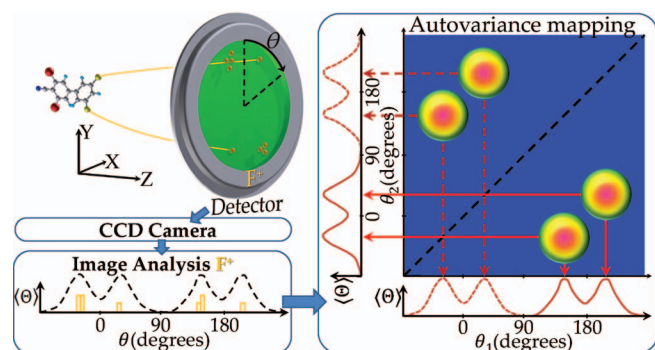 Autovariance mapping
θ
Y
X
Z
F⁺
Detector
CCD Camera
Image Analysis F⁺
⟨Θ⟩
0 90 180
θ(degrees)
180
90
0
θ₂(degrees)
⟨Θ⟩
⟨Θ⟩
0 90 180
θ₁(degrees)